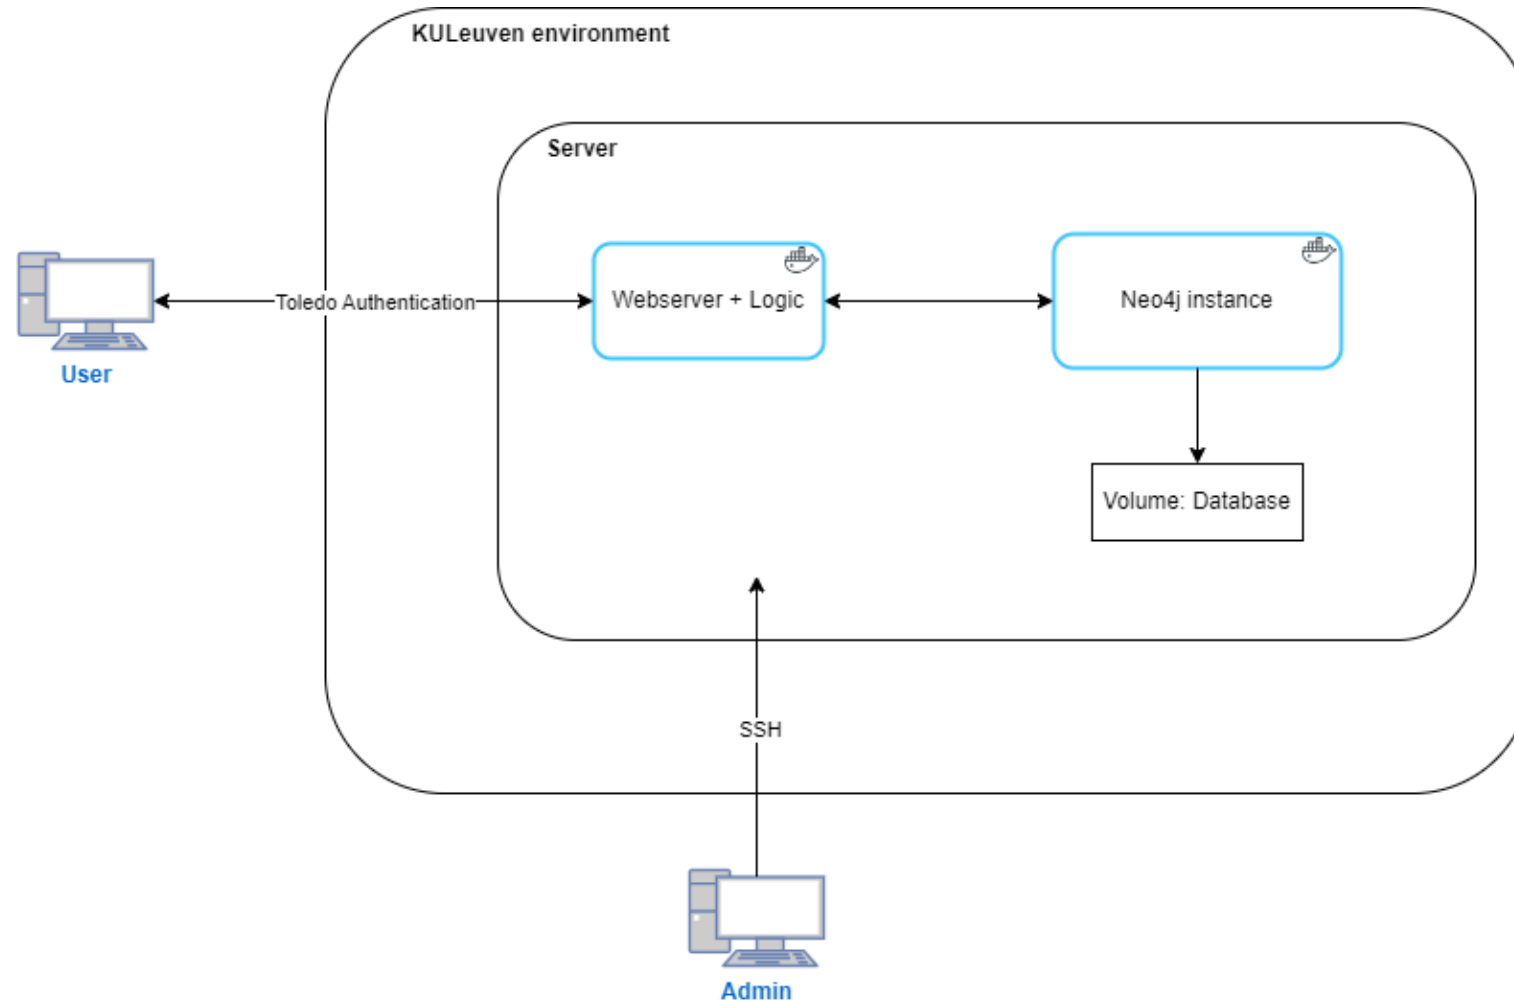 KULeuven environment
Server
Toledo Authentication
Webserver + Logic
Neo4j instance
User
Volume: Database
SSH
Admin